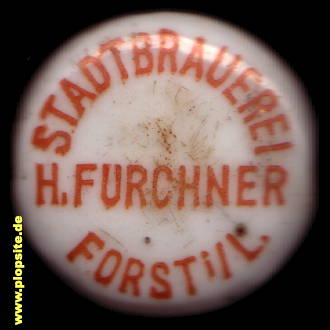 STADTBRAUEREI
H. FURCHNER
FORST i/L.
www.plopsite.de